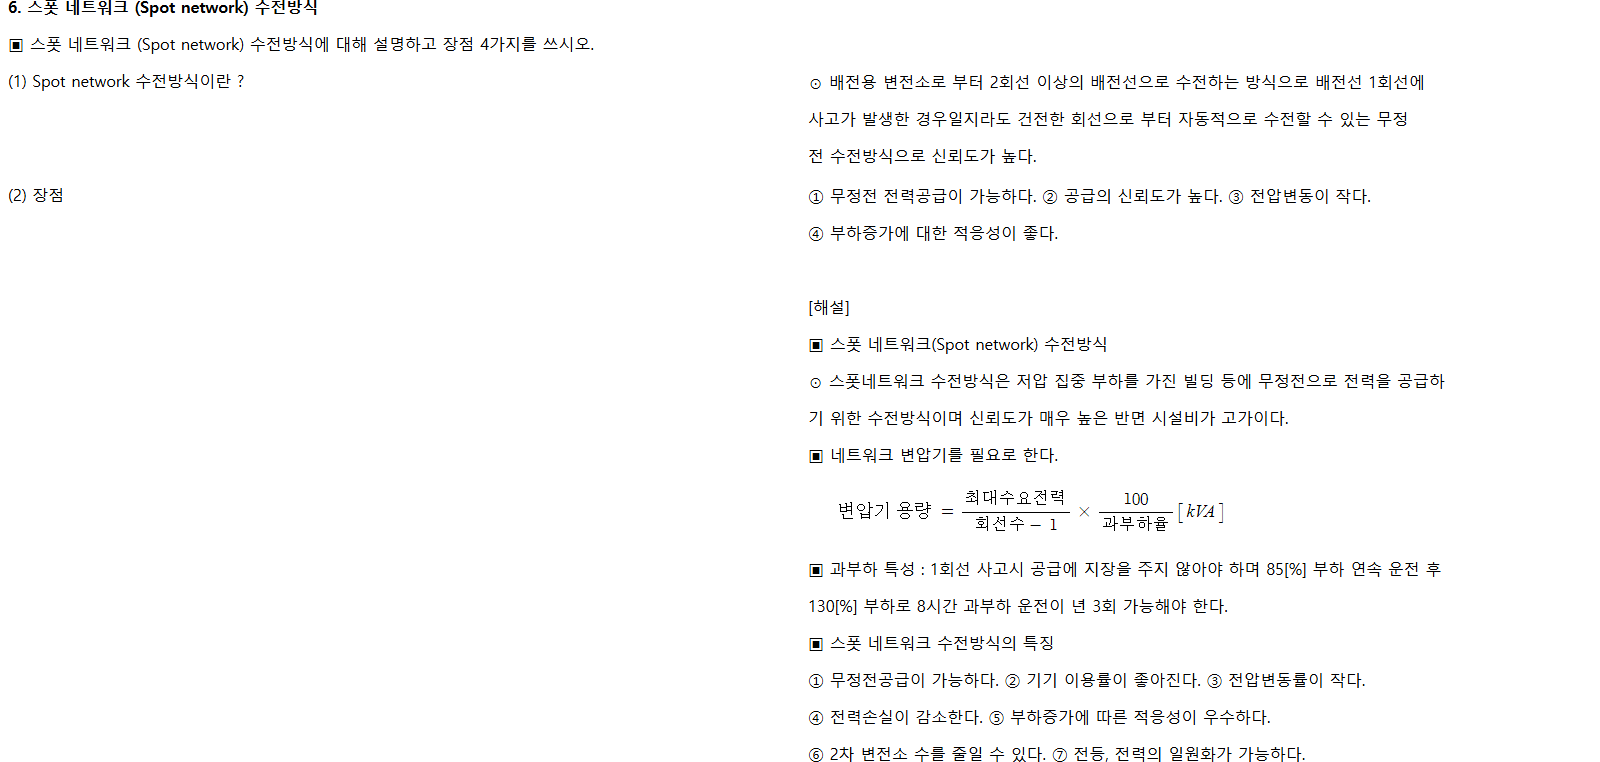 6. 스폿 네트워크 (Spot network) 수전방식
▣ 스폿 네트워크 (Spot network) 수전방식에 대해 설명하고 장점 4가지를 쓰시오.
(1) Spot network 수전방식이란 ?
⊙ 배전용 변전소로 부터 2회선 이상의 배전선으로 수전하는 방식으로 배전선 1회선에
사고가 발생한 경우일지라도 건전한 회선으로 부터 자동적으로 수전할 수 있는 무정
전 수전방식으로 신뢰도가 높다.
(2) 장점
① 무정전 전력공급이 가능하다. ② 공급의 신뢰도가 높다. ③ 전압변동이 작다.
④ 부하증가에 대한 적응성이 좋다.
[해설]
▣ 스폿 네트워크(Spot network) 수전방식
⊙ 스폿네트워크 수전방식은 저압 집중 부하를 가진 빌딩 등에 무정전으로 전력을 공급하
기 위한 수전방식이며 신뢰도가 매우 높은 반면 시설비가 고가이다.
▣ 네트워크 변압기를 필요로 한다.
변압기 용량 = 최대수요전력 / 회선수 − 1 × 100 / 과부하율 [kVA]
▣ 과부하 특성 : 1회선 사고시 공급에 지장을 주지 않아야 하며 85[%] 부하 연속 운전 후
130[%] 부하로 8시간 과부하 운전이 년 3회 가능해야 한다.
▣ 스폿 네트워크 수전방식의 특징
① 무정전공급이 가능하다. ② 기기 이용률이 좋아진다. ③ 전압변동률이 작다.
④ 전력손실이 감소한다. ⑤ 부하증가에 따른 적응성이 우수하다.
⑥ 2차 변전소 수를 줄일 수 있다. ⑦ 전등, 전력의 일원화가 가능하다.